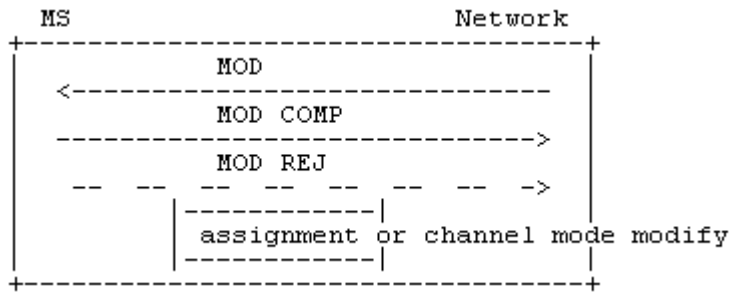 MS Network
MOD
MOD COMP
MOD REJ
assignment or channel mode modify